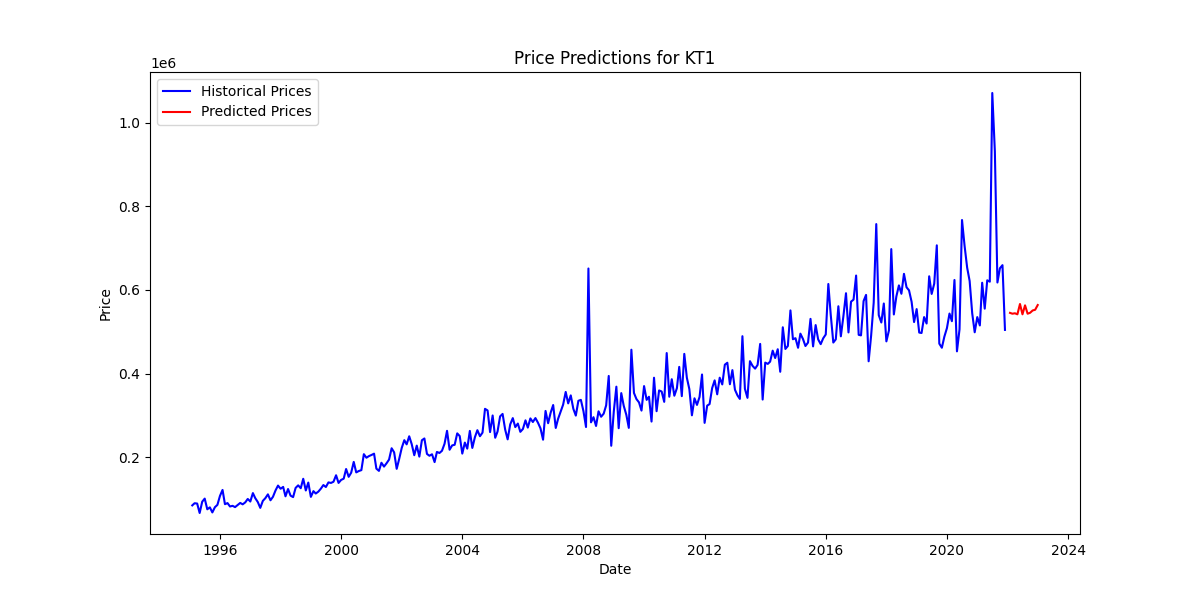 Price Predictions for KT1
1e6
Historical Prices
Predicted Prices
1.0
0.8
0.6
0.4
0.2
Price
1996 2000 2004 2008 2012 2016 2020 2024
Date